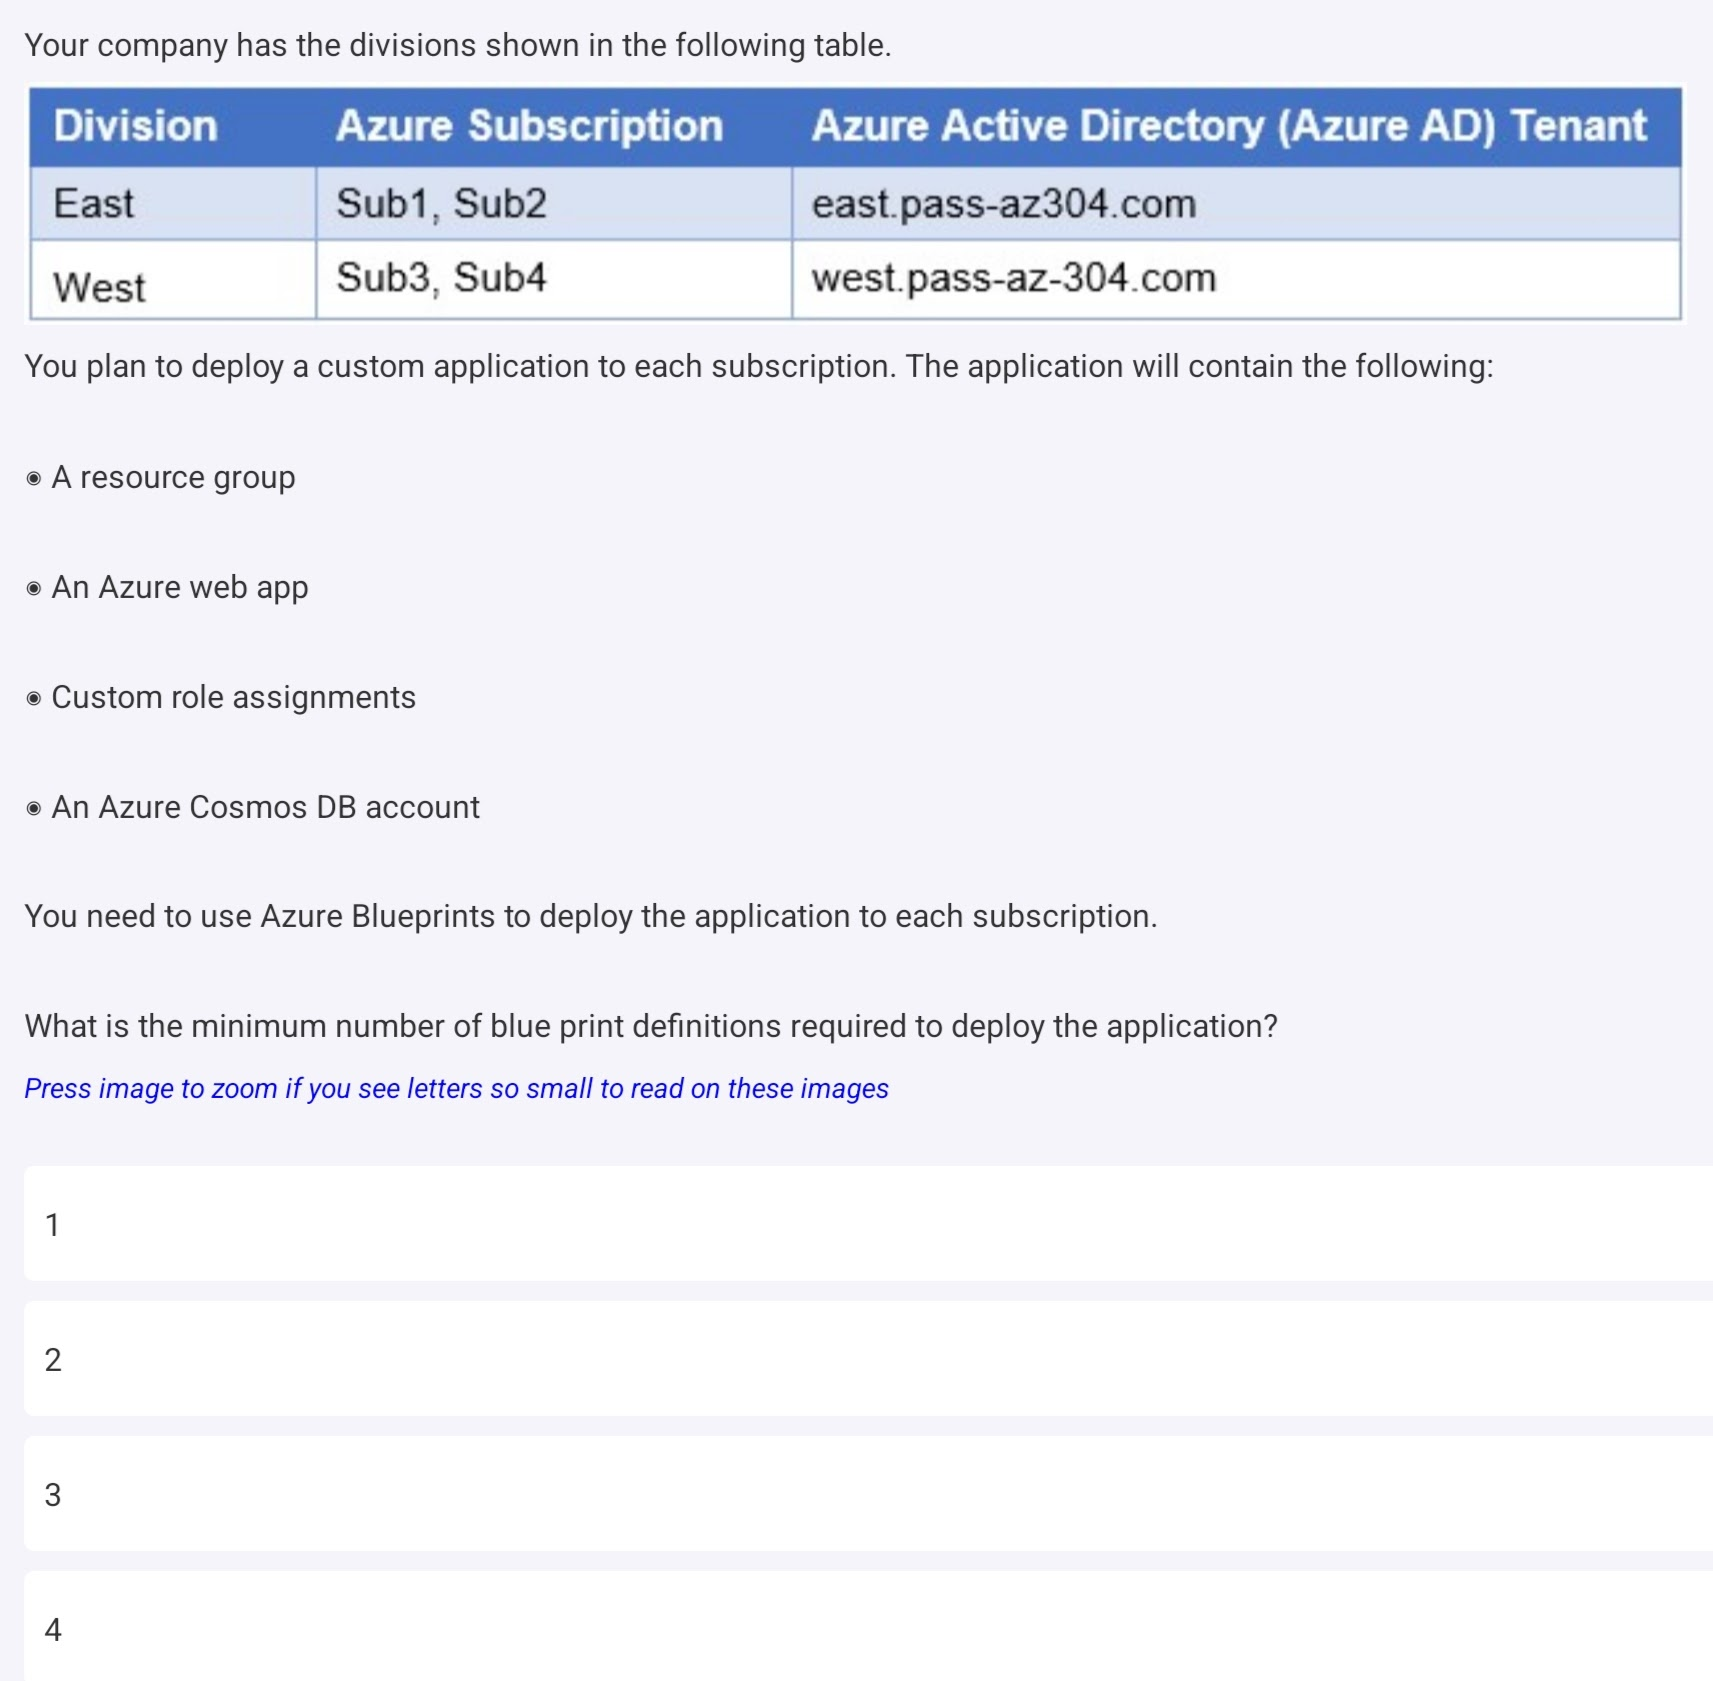 Your company has the divisions shown in the following table.
Division Azure Subscription Azure Active Directory (Azure AD) Tenant
East Sub1, Sub2 east.pass-az304.com
West Sub3, Sub4 west.pass-az-304.com
You plan to deploy a custom application to each subscription. The application will contain the following:
◉ A resource group
◉ An Azure web app
◉ Custom role assignments
◉ An Azure Cosmos DB account
You need to use Azure Blueprints to deploy the application to each subscription.
What is the minimum number of blue print definitions required to deploy the application?
Press image to zoom if you see letters so small to read on these images
1
2
3
4